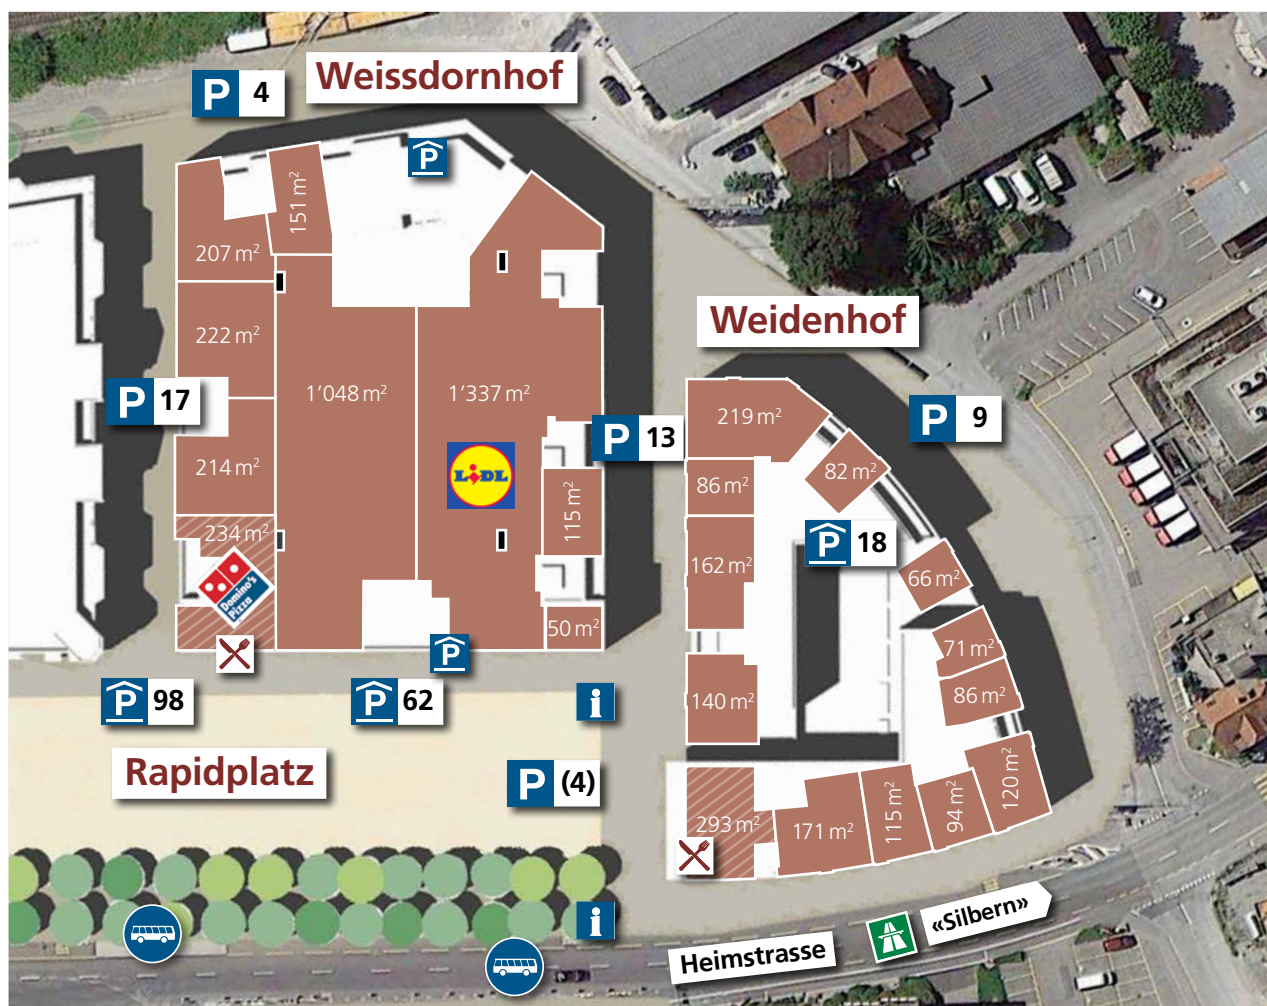 Weissdornhof
P 4
P
151 m²
207 m²
222 m²
Weidenhof
P 17
1’048 m²
1’337 m²
219 m²
P 9
P 13
214 m²
LIDL
86 m²
82 m²
115 m²
234 m²
P 18
162 m²
66 m²
Domino's
Pizza
50 m²
71 m²
P
P 98
P 62
i
140 m²
86 m²
Rapidplatz
P (4)
120 m²
293 m²
171 m²
115 m²
94 m²
i
Heimstrasse
«Silbern»